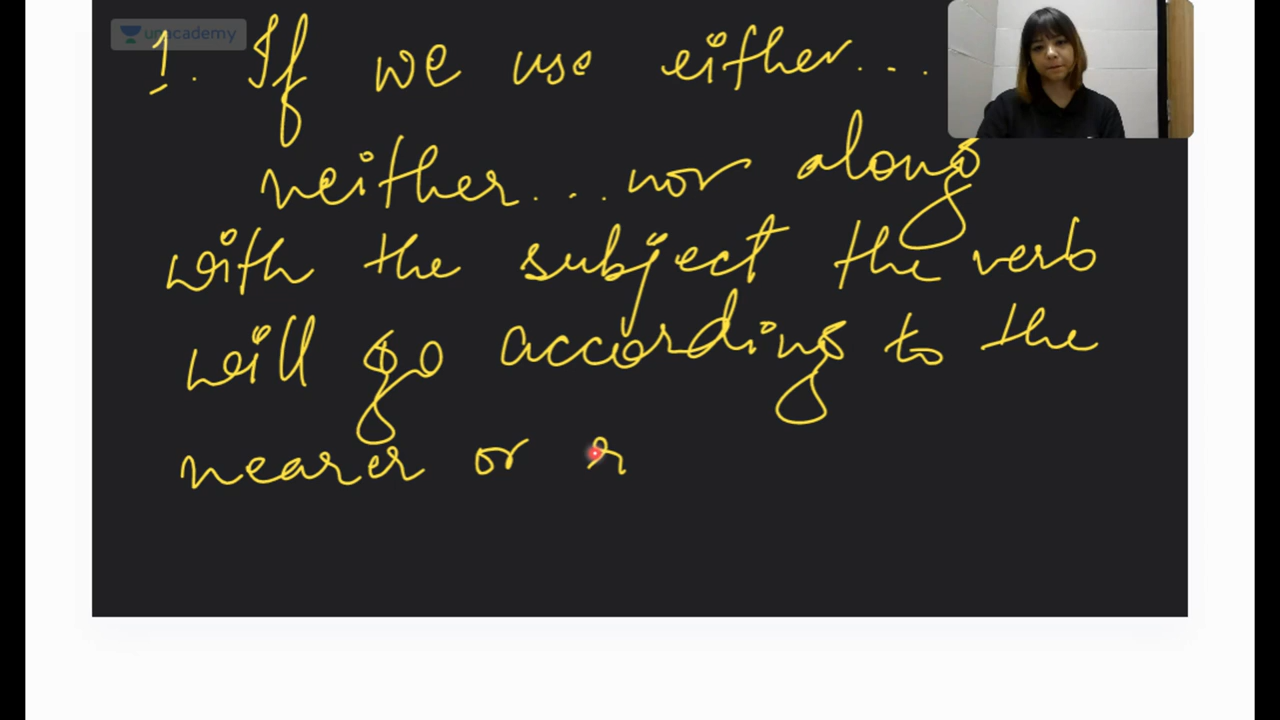 unacademy
1. If we use either...
neither...nor along
with the subject the verb
will go according to the
nearer or